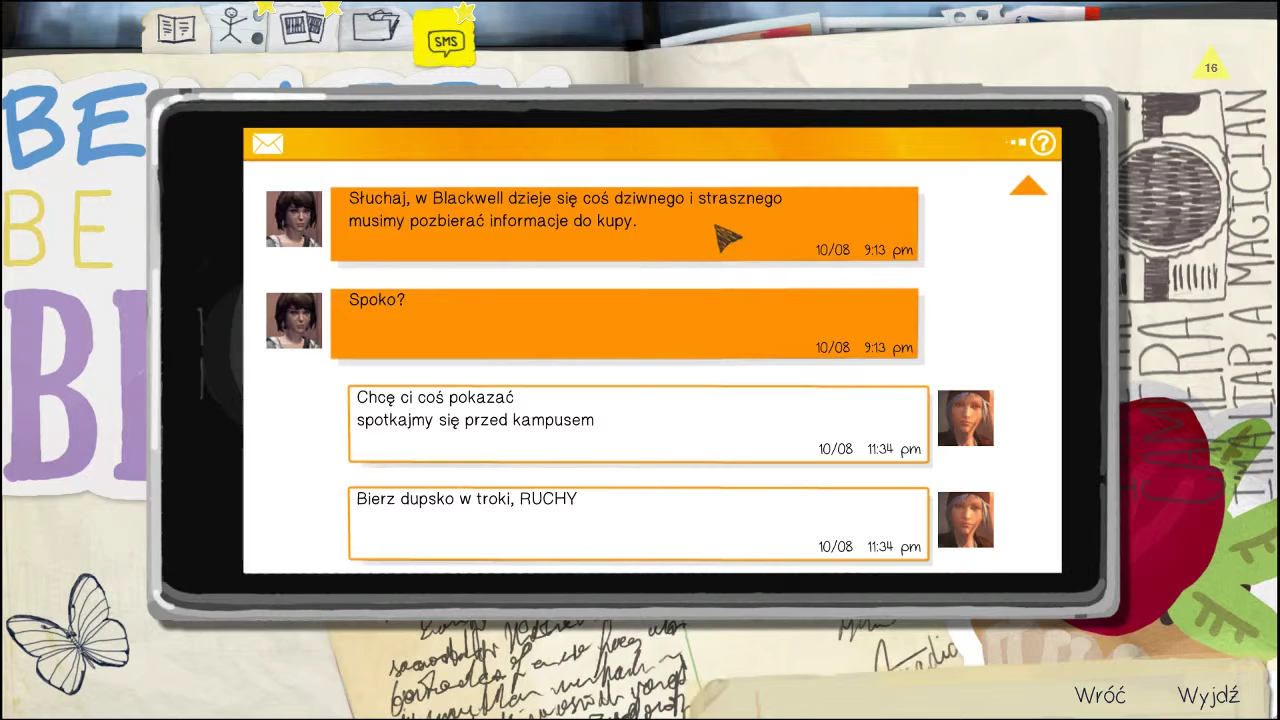 SMS
16
BE
BE
Słuchaj, w Blackwell dzieje się coś dziwnego i strasznego
musimy pozbierać informacje do kupy.
10/08 9:13 pm
Spoko?
10/08 9:13 pm
Chcę ci coś pokazać
spotkajmy się przed kampusem
10/08 11:34 pm
Bierz dupsko w troki, RUCHY
10/08 11:34 pm
CAMERA
LIAR, A MAGICIAN
Wróć Wyjdź